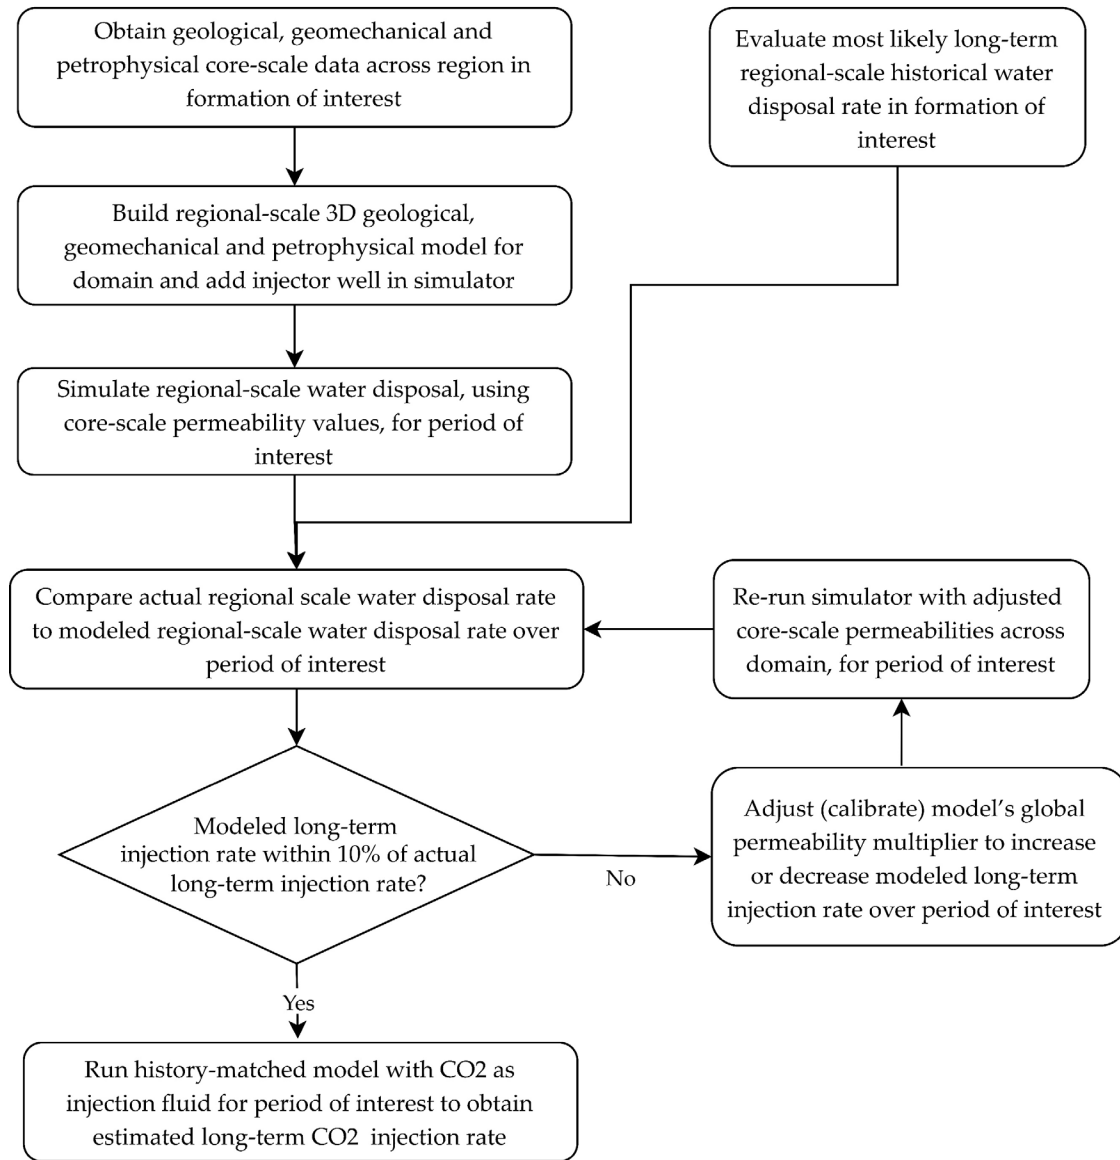 Obtain geological, geomechanical and
petrophysical core-scale data across region in
formation of interest
Evaluate most likely long-term
regional-scale historical water
disposal rate in formation of
interest
Build regional-scale 3D geological,
geomechanical and petrophysical model for
domain and add injector well in simulator
Simulate regional-scale water disposal, using
core-scale permeability values, for period of
interest
Compare actual regional scale water disposal rate
to modeled regional-scale water disposal rate over
period of interest
Re-run simulator with adjusted
core-scale permeabilities across
domain, for period of interest
Modeled long-term
injection rate within 10% of actual
long-term injection rate?
No
Adjust (calibrate) model's global
permeability multiplier to increase
or decrease modeled long-term
injection rate over period of interest
Yes
Run history-matched model with CO2 as
injection fluid for period of interest to obtain
estimated long-term CO2 injection rate